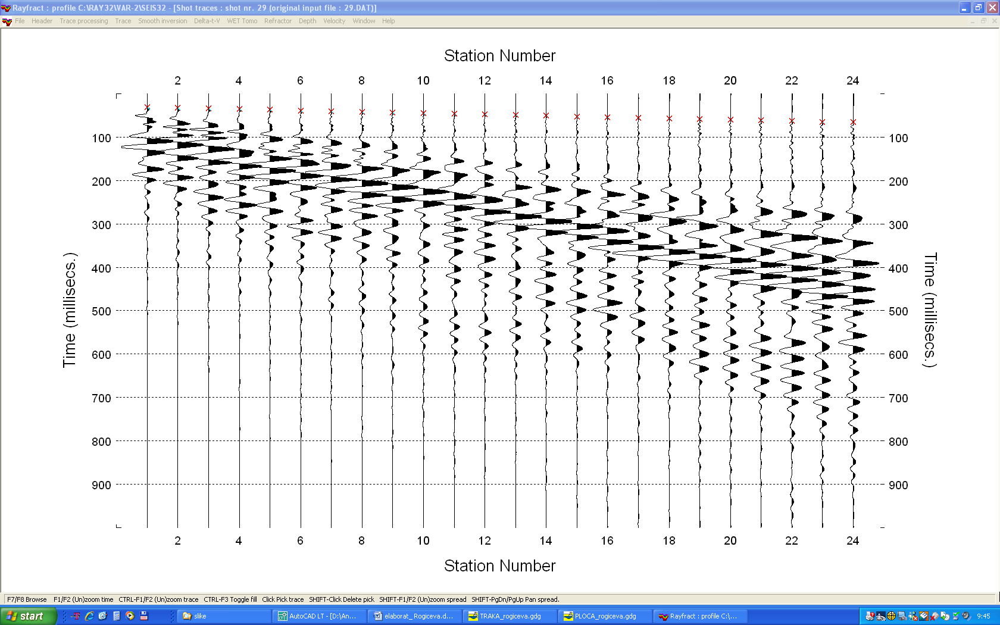 Rayfract : profile C:\RAY32\VAR-2\SEIS32 - [Shot traces : shot nr. 29 (original input file : 29.DAT)]
File Header Trace processing Trace Smooth inversion Delta-t-V WET Tomo Refractor Depth Velocity Window Help
Station Number
2 4 6 8 10 12 14 16 18 20 22 24
100 100
200 200
300 300
400 400
500 500
600 600
700 700
800 800
900 900
Time (millisecs.)
Time (millisecs.)
2 4 6 8 10 12 14 16 18 20 22 24
Station Number
F7/F8 Browse F1/F2 (Un)zoom time CTRL-F1/F2 (Un)zoom trace CTRL-F3 Toggle fill Click Pick trace SHIFT-Click Delete pick SHIFT-F1/F2 (Un)zoom spread SHIFT-PgDn/PgUp Pan spread.
start slike AutoCAD LT - [D:\An... elaborat_Rogiceva.d... TRAKA_rogiceva.gdg PLOCA_rogiceva.gdg Rayfract : profile C:\... 9:45